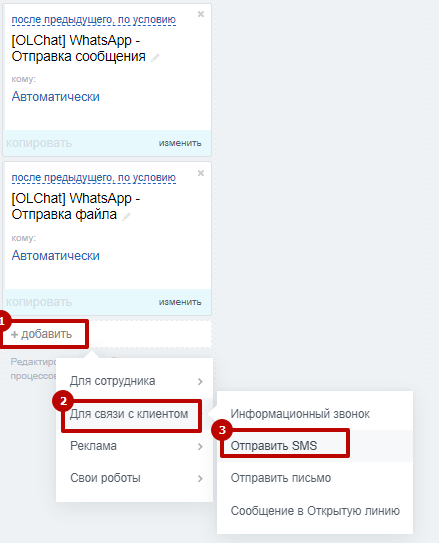 после предыдущего, по условию
[OLChat] WhatsApp -
Отправка сообщения
кому:
Автоматически
копировать
изменить
после предыдущего, по условию
[OLChat] WhatsApp -
Отправка файла
кому:
Автоматически
копировать
изменить
1
+ добавить
процессов
Для сотрудника
2
Для связи с клиентом
Реклама
Свои роботы
Информационный звонок
3
Отправить SMS
Отправить письмо
Сообщение в Открытую линию